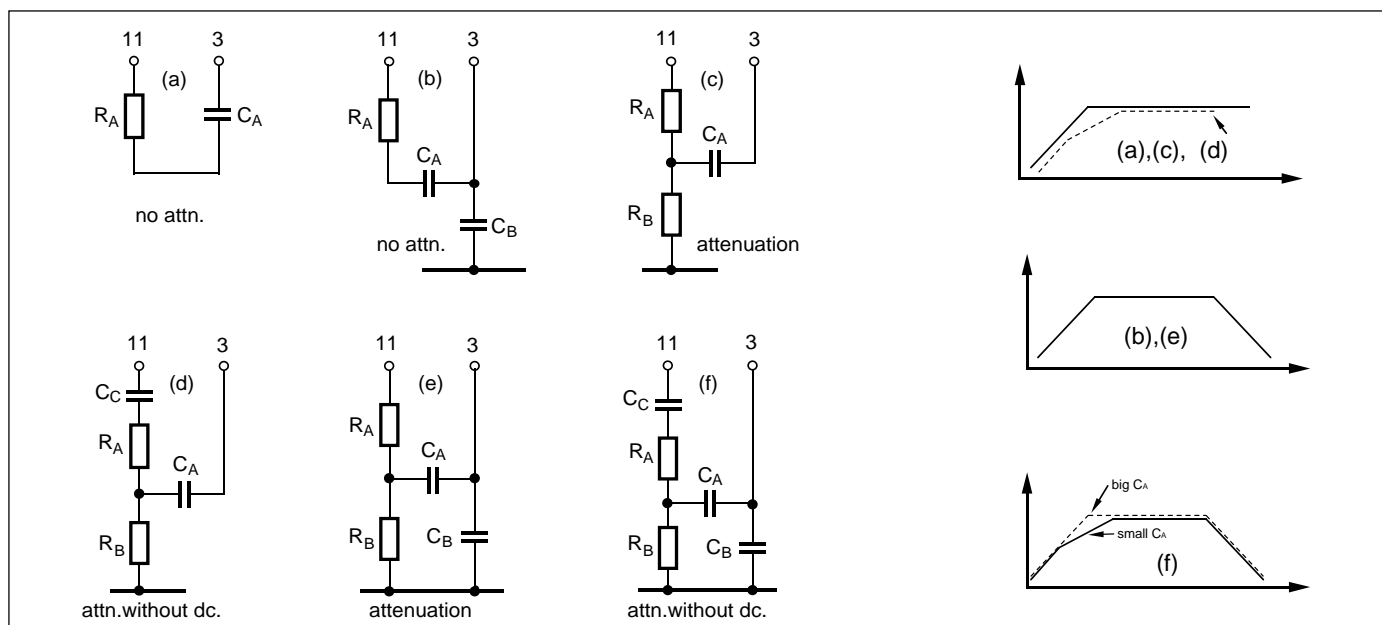 11 3
(a)
RA CA
no attn.
11 3
(b)
RA
CA
CB
no attn.
11 3
(c)
RA
CA
RB
attenuation
(a),(c), (d)
(b),(e)
11 3
(d)
CC
RA
CA
RB
attn.without dc.
11 3
(e)
RA
CA
RB CB
attenuation
11 3
(f)
CC
RA
CA
RB CB
attn.without dc.
big CA
small CA
(f)